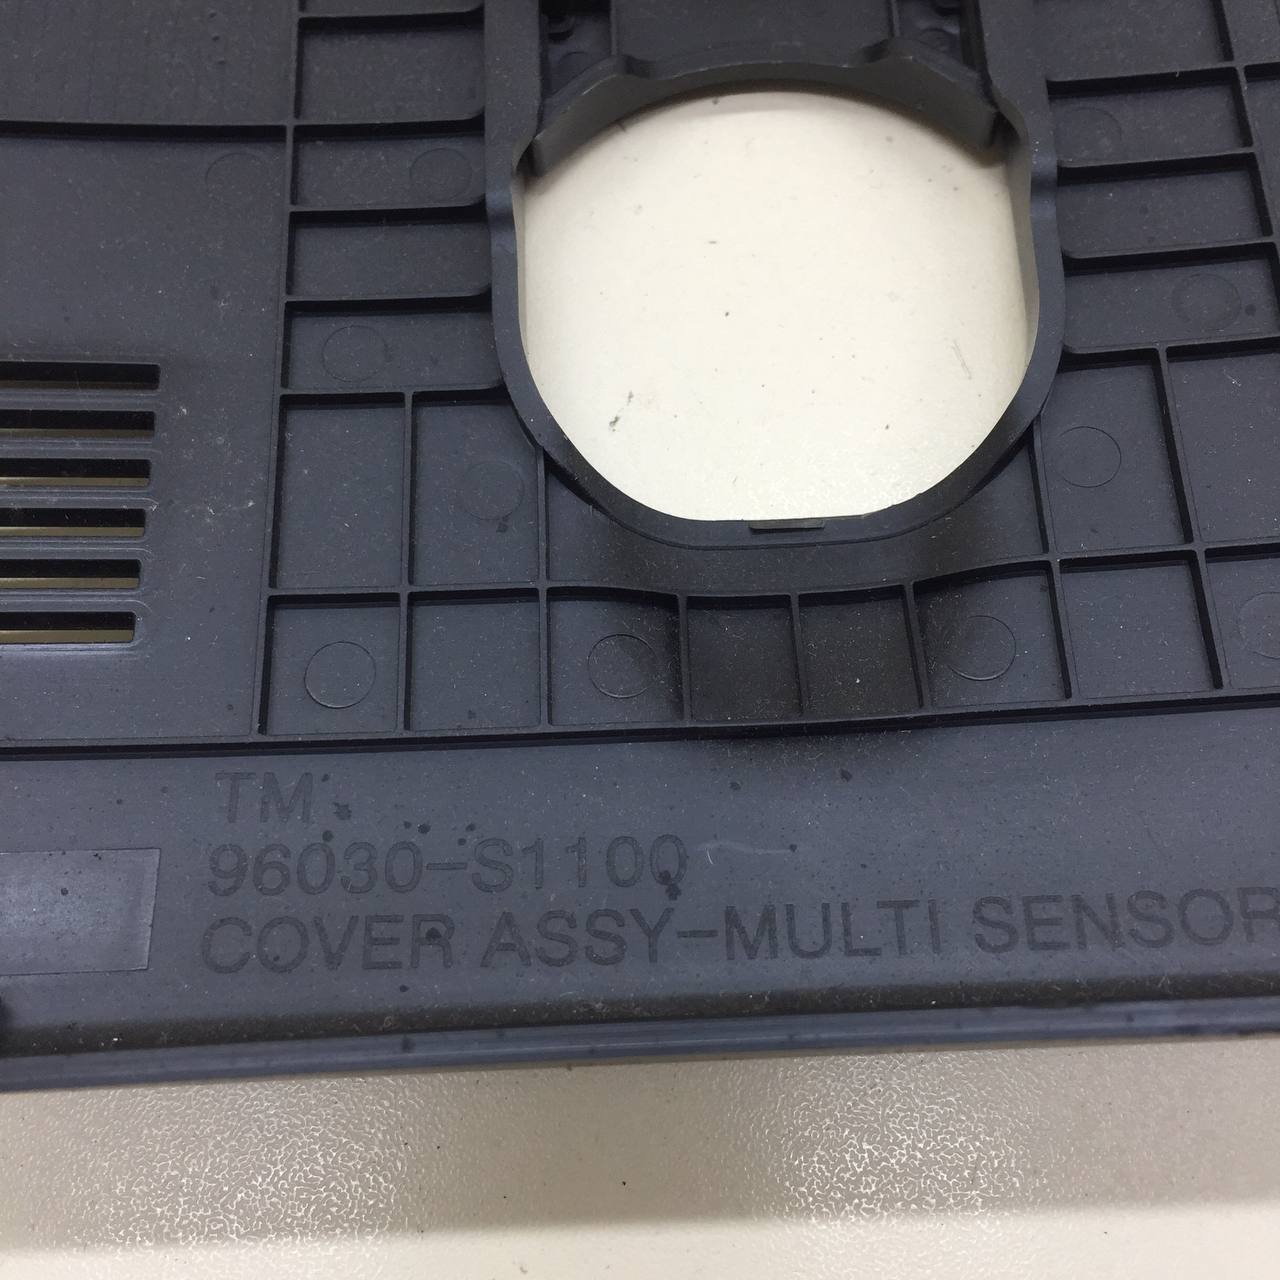 TM
96030-S1100
COVER ASSY-MULTI SENSOR